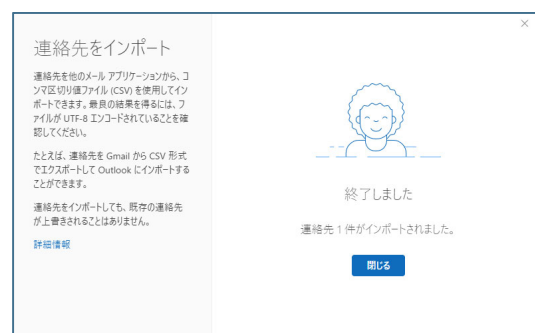 連絡先をインポート
連絡先を他のメール アプリケーションから、コ
ンマ区切り値ファイル (CSV) を使用してイン
ポートできます。最良の結果を得るには、フ
ァイルが UTF-8 エンコードされていることを確
認してください。
たとえば、連絡先を Gmail から CSV 形式
でエクスポートして Outlook にインポートする
ことができます。
連絡先をインポートしても、既存の連絡先
が上書きされることはありません。
詳細情報
終了しました
連絡先 1 件がインポートされました。
閉じる